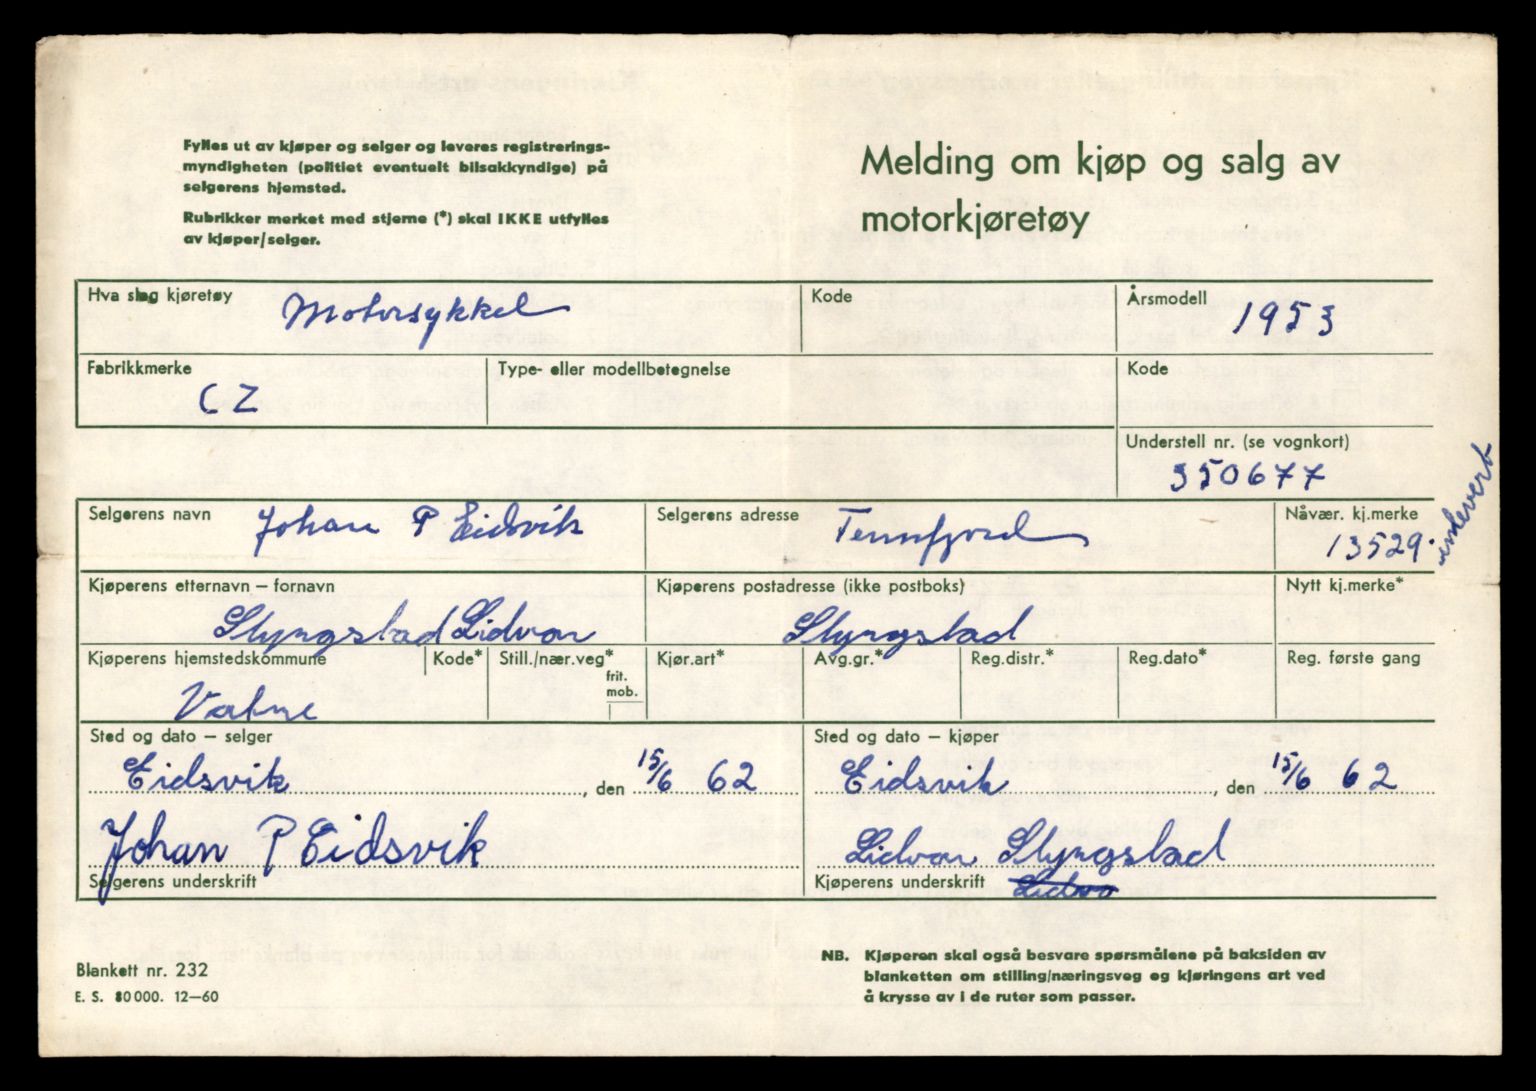 Fylles ut av kjøper og selger og leveres registrerings-
myndigheten (politiet eventuelt bilsakkyndige) på
selgerens hjemsted.
Rubrikker merket med stjerne (*) skal IKKE utfylles
av kjøper/selger.
Melding om kjøp og salg av
motorkjøretøy
Hva slag kjøretøy Motorsykkel Kode Årsmodell 1953
Fabrikkmerke Type- eller modellbetegnelse Kode
CZ
Understell nr. (se vognkort)
350677
Selgerens navn Johan P Eidsvik Selgerens adresse Tennfjord Nåvær. kj.merke
13529. innlevert
Kjøperens etternavn – fornavn Kjøperens postadresse (ikke postboks) Nytt kj.merke*
Slyngstad Lidvar Slyngstad
Kjøperens hjemstedskommune Kode* Still./nær.veg* Kjør.art* Avg.gr.* Reg.distr.* Reg.dato* Reg. første gang
frit.
mob.
Vatne
Sted og dato – selger Sted og dato – kjøper
Eidsvik, den 15/6 62 Eidsvik, den 15/6 62
Johan P Eidsvik Lidvar Slyngstad
Selgerens underskrift Kjøperens underskrift
Blankett nr. 232
E. S. 80000. 12–60
NB. Kjøperen skal også besvare spørsmålene på baksiden av
blanketten om stilling/næringsveg og kjøringens art ved
å krysse av i de ruter som passer.